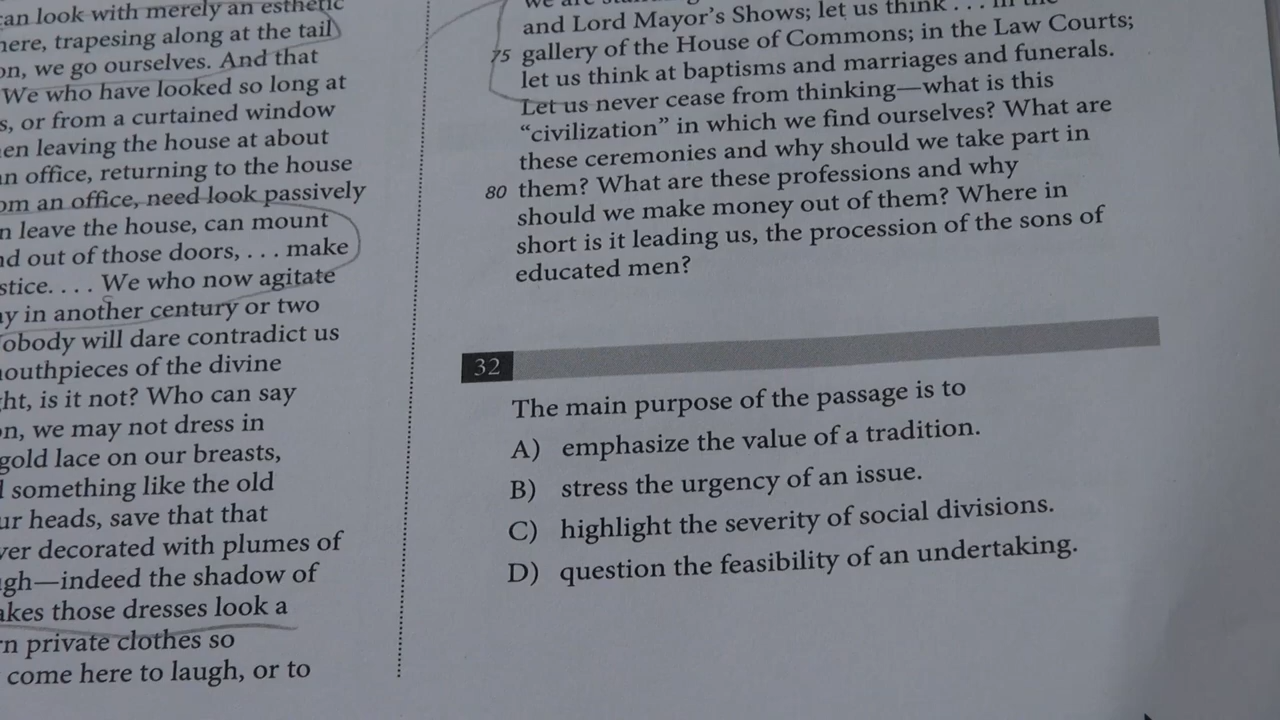 can look with merely an esthetic
here, trapesing along at the tail
on, we go ourselves. And that
We who have looked so long at
s, or from a curtained window
en leaving the house at about
n office, returning to the house
om an office, need look passively
n leave the house, can mount
nd out of those doors, . . . make
stice. . . . We who now agitate
y in another century or two
obody will dare contradict us
outhpieces of the divine
ht, is it not? Who can say
n, we may not dress in
gold lace on our breasts,
something like the old
ur heads, save that that
ver decorated with plumes of
gh—indeed the shadow of
akes those dresses look a
rn private clothes so
come here to laugh, or to
and Lord Mayor's Shows; let us think . . . in the
75 gallery of the House of Commons; in the Law Courts;
let us think at baptisms and marriages and funerals.
Let us never cease from thinking—what is this
“civilization” in which we find ourselves? What are
these ceremonies and why should we take part in
80 them? What are these professions and why
should we make money out of them? Where in
short is it leading us, the procession of the sons of
educated men?
32
The main purpose of the passage is to
A) emphasize the value of a tradition.
B) stress the urgency of an issue.
C) highlight the severity of social divisions.
D) question the feasibility of an undertaking.